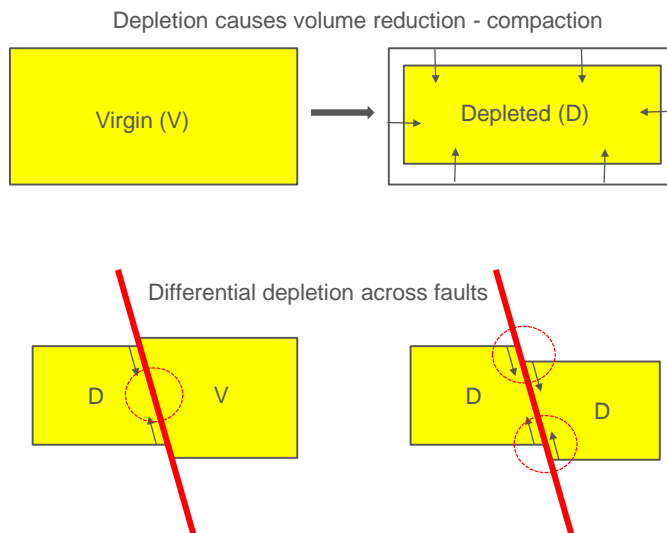 Depletion causes volume reduction - compaction
Virgin (V)
Depleted (D)
Differential depletion across faults
D
V
D
D